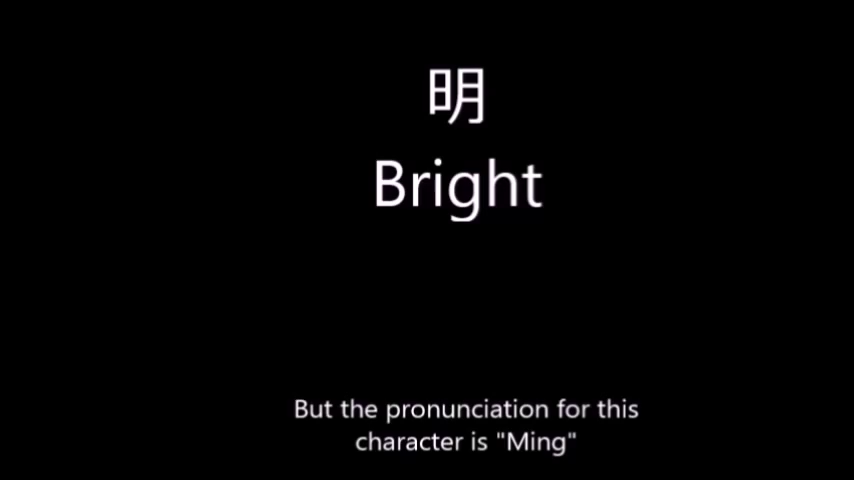 明
Bright
But the pronunciation for this
character is "Ming"